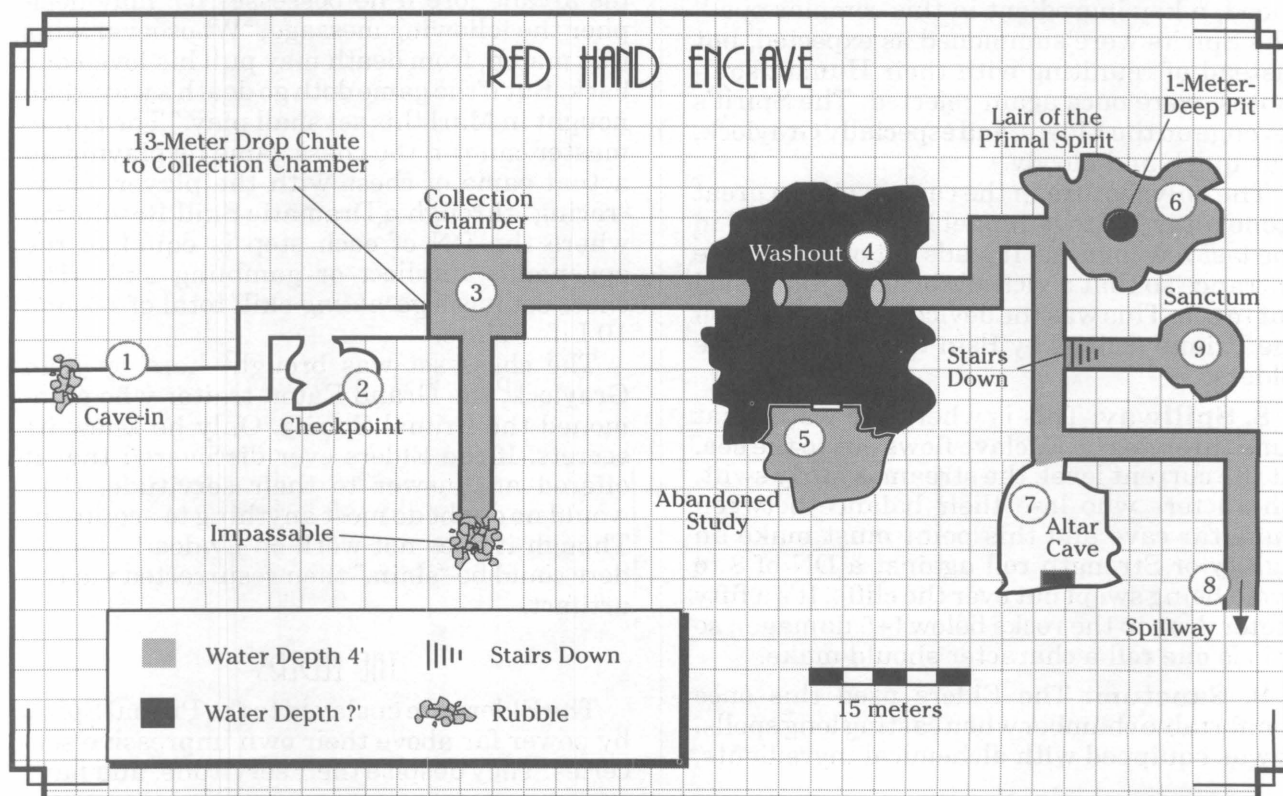 RED HAND ENCLAVE
1-Meter-
Deep Pit
Lair of the
Primal Spirit
13-Meter Drop Chute
to Collection Chamber
Collection
Chamber
6
Washout
4
3
Sanctum
9
Stairs
Down
1
2
Cave-in
Checkpoint
5
Abandoned
Study
7
Altar
Cave
Impassable
8
Spillway
Water Depth 4'
Stairs Down
Water Depth ?'
Rubble
15 meters